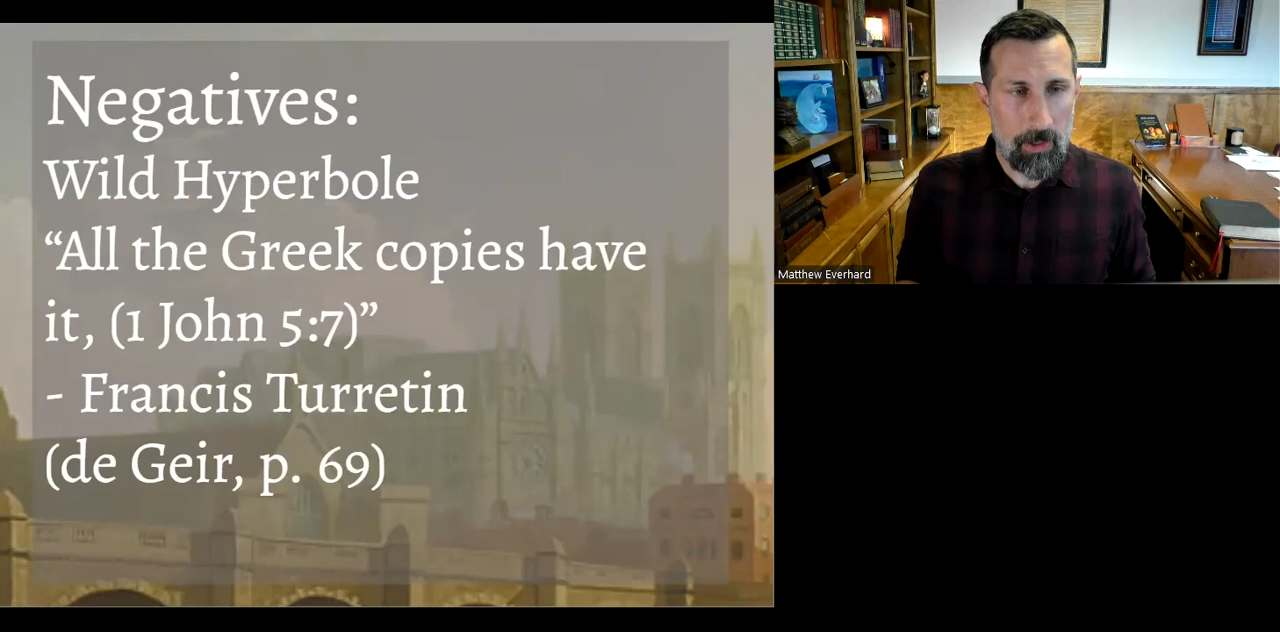 Negatives:
Wild Hyperbole
“All the Greek copies have
it, (1 John 5:7)”
- Francis Turretin
(de Geir, p. 69)
Matthew Everhard